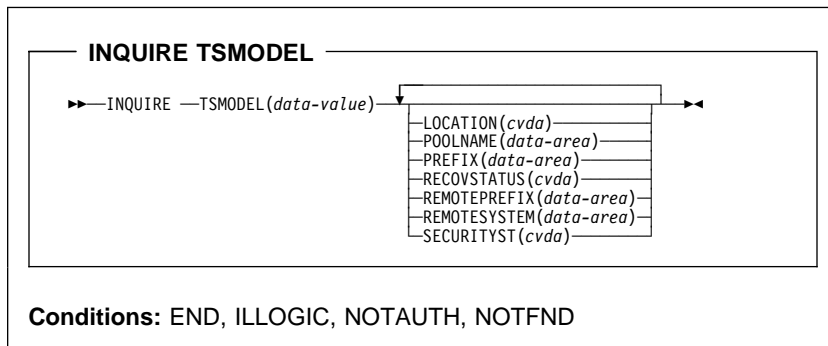 INQUIRE TSMODEL
INQUIRE TSMODEL(data-value)
LOCATION(cvda)
POOLNAME(data-area)
PREFIX(data-area)
RECOVSTATUS(cvda)
REMOTEPREFIX(data-area)
REMOTESYSTEM(data-area)
SECURITYST(cvda)
Conditions: END, ILLOGIC, NOTAUTH, NOTFND